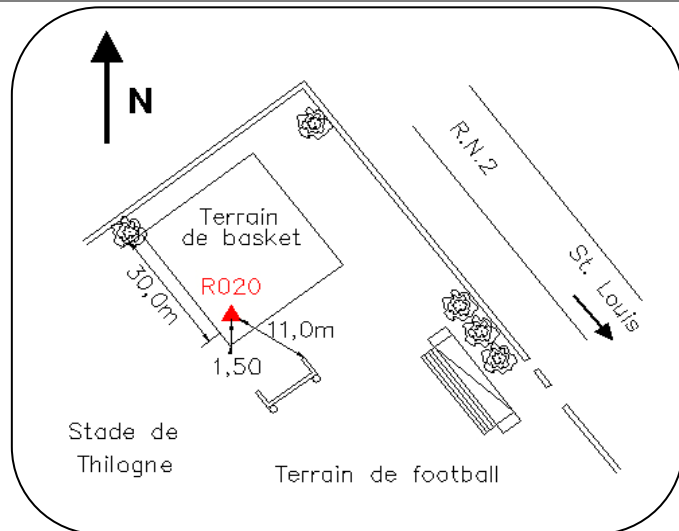 N
R.N.2
Terrain
de basket
St. Louis
30,0m
R020
11,0m
1,50
Stade de
Thilogne
Terrain de football